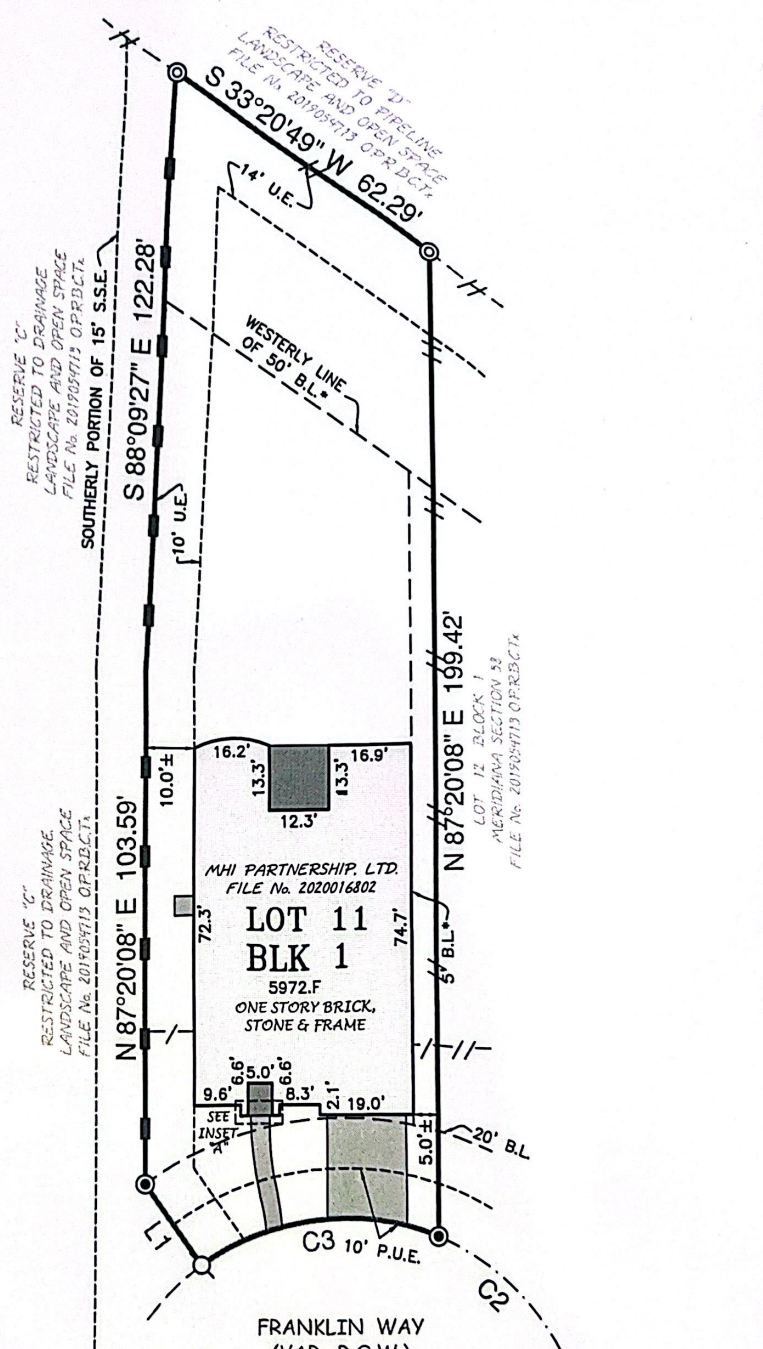 RESERVE "D"
RESTRICTED TO PIPELINE
LANDSCAPE AND OPEN SPACE
FILE No. 2019054713 O.P.R.B.C.Tx
S 33°20'49" W 62.29'
14' U.E.
RESERVE "C"
RESTRICTED TO DRAINAGE
LANDSCAPE AND OPEN SPACE
FILE No. 2019054713 O.P.R.B.C.Tx
SOUTHERLY PORTION OF 15' S.S.E.
S 88°09'27" E 122.28'
WESTERLY LINE
OF 50' B.L.*
10' U.E.
N 87°20'08" E 199.42'
LOT 12 BLOCK 1
MERIDIANA SECTION 53
FILE No. 2019054713 O.P.R.B.C.Tx
10.0'±
16.2'
16.9'
13.3'
13.3'
12.3'
RESERVE "C"
RESTRICTED TO DRAINAGE
LANDSCAPE AND OPEN SPACE
FILE No. 2019054713 O.P.R.B.C.Tx
N 87°20'08" E 103.59'
MHI PARTNERSHIP, LTD.
FILE No. 2020016802
72.3'
LOT 11
BLK 1
74.7'
5' B.L.*
5972.F
ONE STORY BRICK,
STONE & FRAME
9.6'
6.6'
5.0'
6.6'
8.3'
2.1'
19.0'
SEE
INSET
"A"
5.0'±
20' B.L.
L1
C3
10' P.U.E.
C2
FRANKLIN WAY